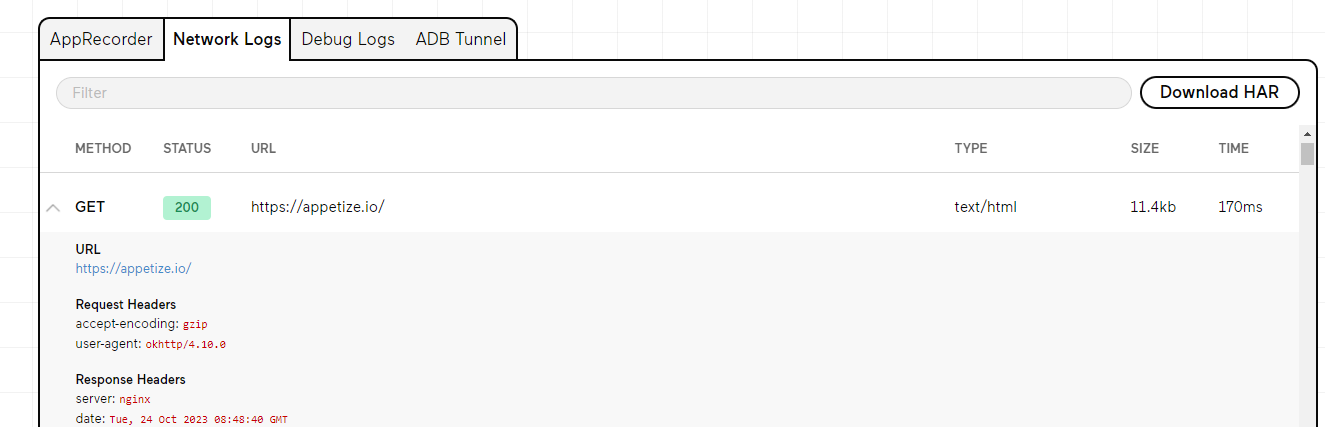 AppRecorder Network Logs Debug Logs ADB Tunnel
Filter Download HAR
METHOD STATUS URL TYPE SIZE TIME
GET 200 https://appetize.io/ text/html 11.4kb 170ms
URL
https://appetize.io/
Request Headers
accept-encoding: gzip
user-agent: okhttp/4.10.0
Response Headers
server: nginx
date: Tue, 24 Oct 2023 08:48:40 GMT